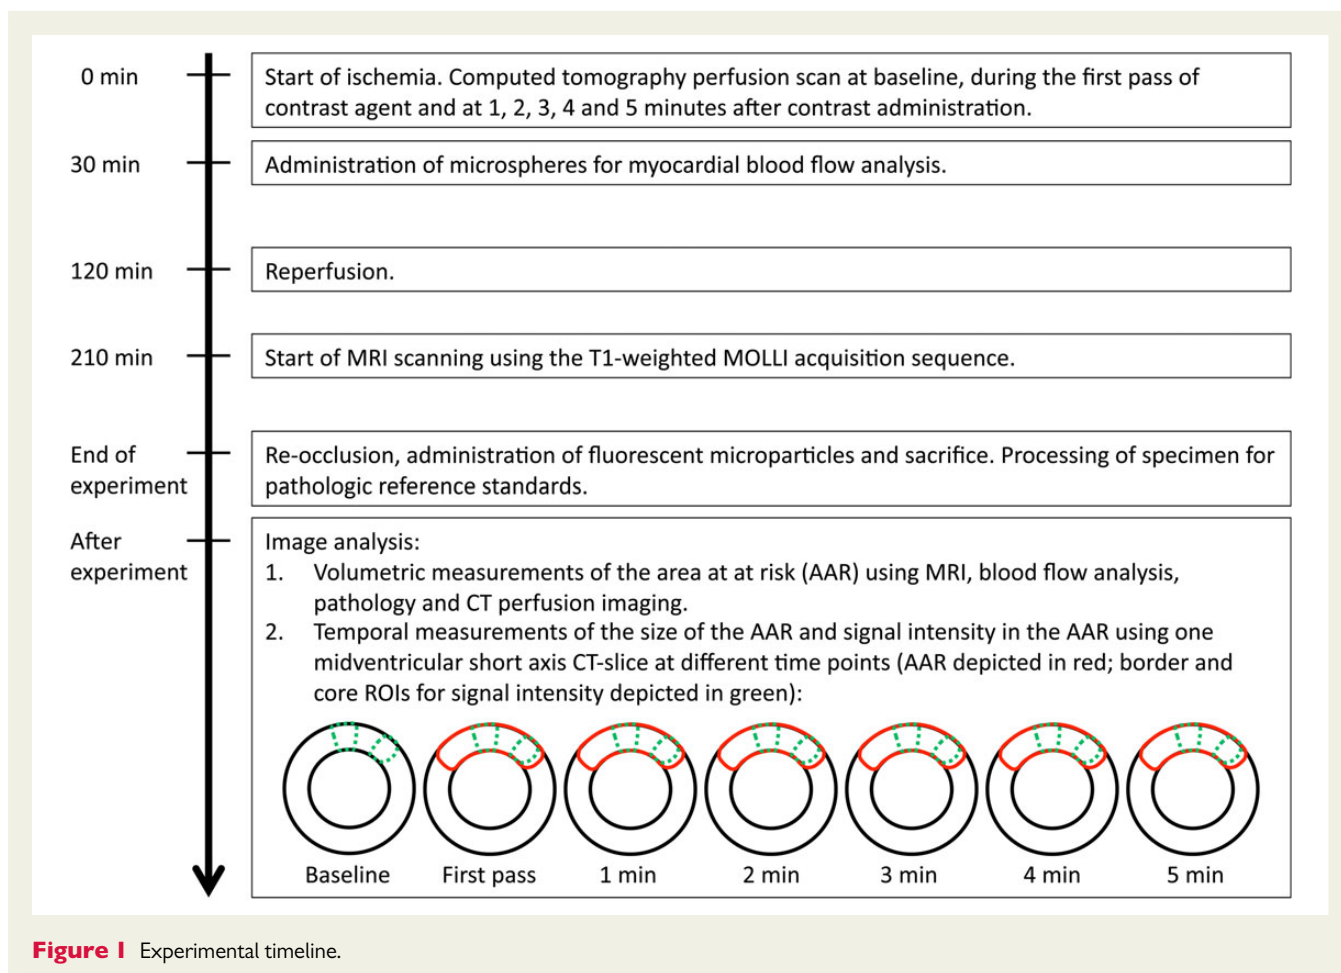 0 min
Start of ischemia. Computed tomography perfusion scan at baseline, during the first pass of
contrast agent and at 1, 2, 3, 4 and 5 minutes after contrast administration.
30 min
Administration of microspheres for myocardial blood flow analysis.
120 min
Reperfusion.
210 min
Start of MRI scanning using the T1-weighted MOLLI acquisition sequence.
End of
experiment
Re-occlusion, administration of fluorescent microparticles and sacrifice. Processing of specimen for
pathologic reference standards.
After
experiment
Image analysis:
1. Volumetric measurements of the area at at risk (AAR) using MRI, blood flow analysis,
pathology and CT perfusion imaging.
2. Temporal measurements of the size of the AAR and signal intensity in the AAR using one
midventricular short axis CT-slice at different time points (AAR depicted in red; border and
core ROIs for signal intensity depicted in green):
Baseline First pass 1 min 2 min 3 min 4 min 5 min
Figure 1 Experimental timeline.